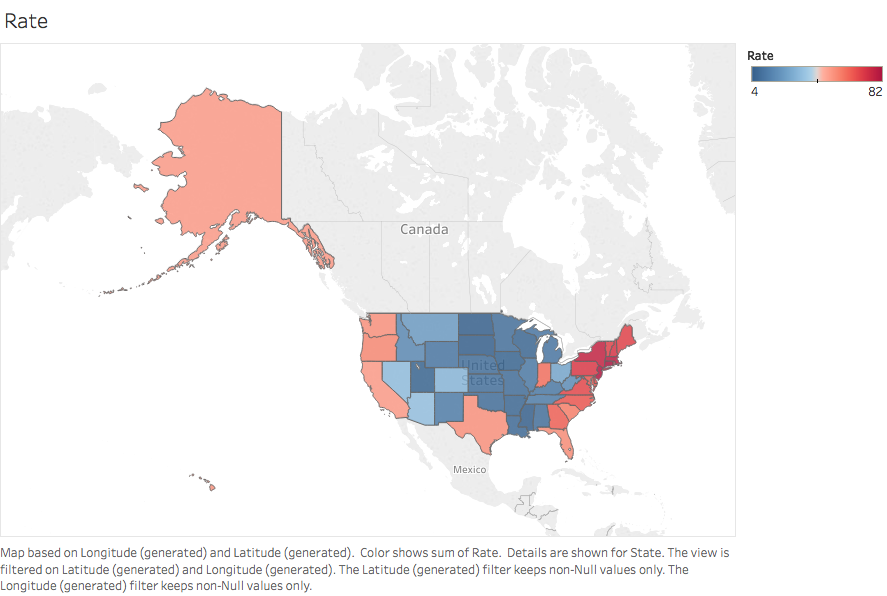 Rate
Rate
4 82
Canada
United
States
Mexico
Map based on Longitude (generated) and Latitude (generated).  Color shows sum of Rate.  Details are shown for State. The view is
filtered on Latitude (generated) and Longitude (generated). The Latitude (generated) filter keeps non-Null values only. The
Longitude (generated) filter keeps non-Null values only.